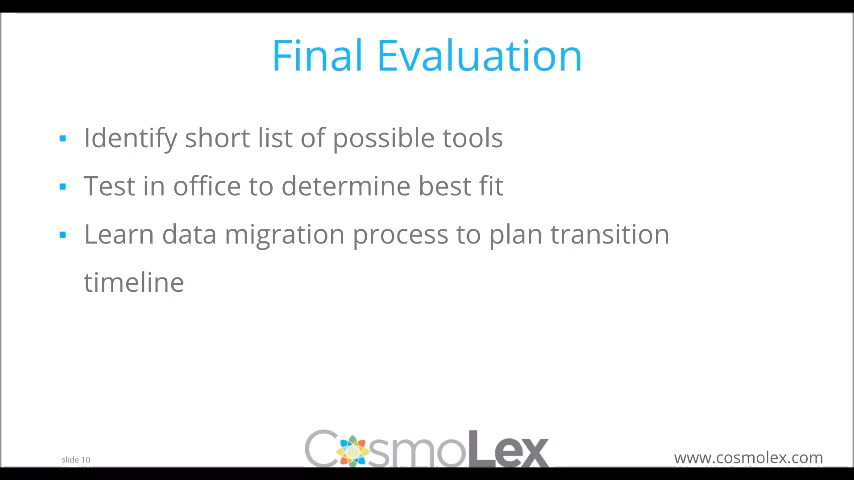 Final Evaluation
▪ Identify short list of possible tools
▪ Test in office to determine best fit
▪ Learn data migration process to plan transition
timeline
slide 10
CosmoLex
www.cosmolex.com